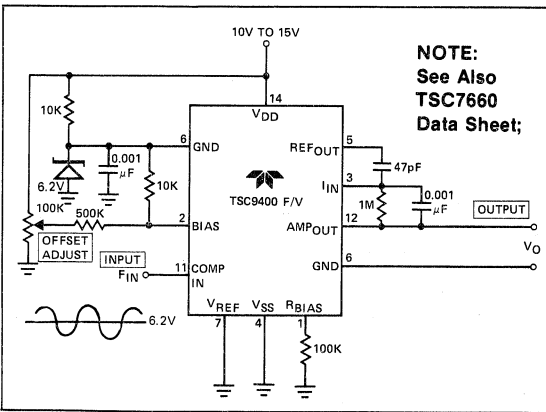 10V TO 15V
NOTE:
See Also
TSC7660
Data Sheet;
10K
14
VDD
6
GND
REFOUT
5
0.001
µF
47pF
6.2V
10K
IIN
3
TSC9400 F/V
1M
0.001
µF
100K
500K
2
BIAS
AMPOUT
12
OUTPUT
OFFSET
ADJUST
VO
INPUT
FIN
11
COMP
IN
GND
6
VREF
VSS
RBIAS
7
4
1
6.2V
100K